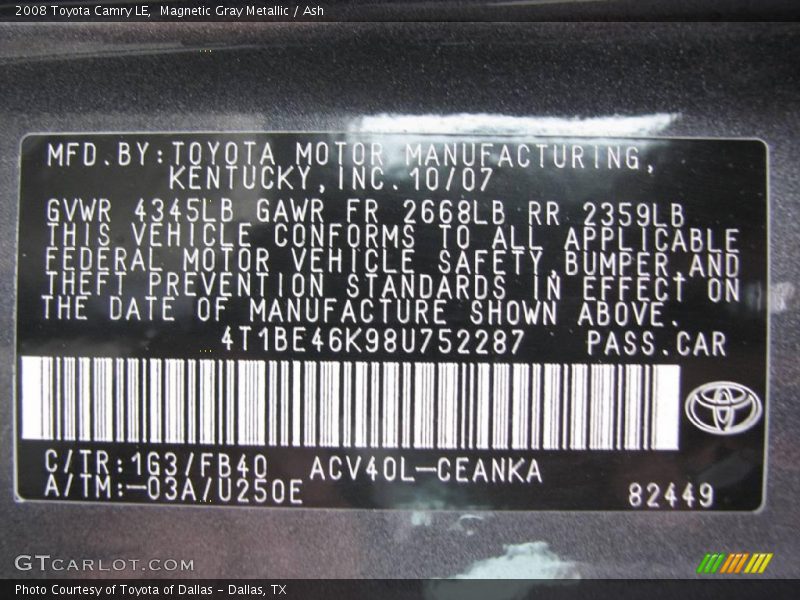 2008 Toyota Camry LE, Magnetic Gray Metallic / Ash
MFD.BY:TOYOTA MOTOR MANUFACTURING,
KENTUCKY,INC.10/07
GVWR 4345LB GAWR FR 2668LB RR 2359LB
THIS VEHICLE CONFORMS TO ALL APPLICABLE
FEDERAL MOTOR VEHICLE SAFETY,BUMPER,AND
THEFT PREVENTION STANDARDS IN EFFECT ON
THE DATE OF MANUFACTURE SHOWN ABOVE.
4T1BE46K98U752287 PASS.CAR
C/TR:1G3/FB40 ACV40L-CEANKA
A/TM:-03A/U250E 82449
GTCARLOT.COM
Photo Courtesy of Toyota of Dallas - Dallas, TX